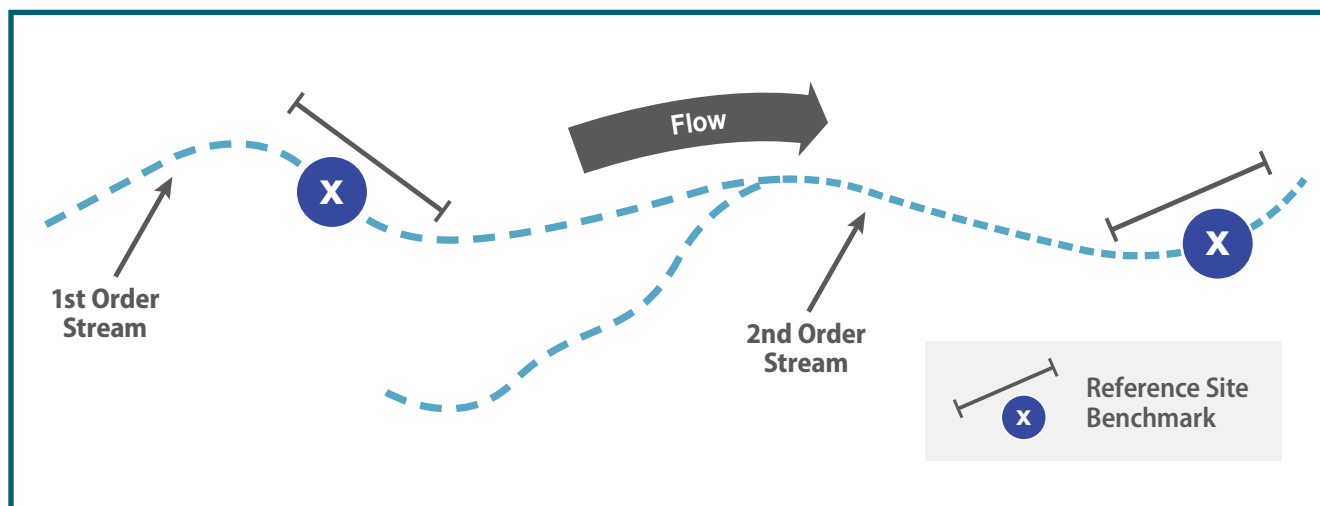 Flow
X
1st Order
Stream
X
2nd Order
Stream
Reference Site
Benchmark
X